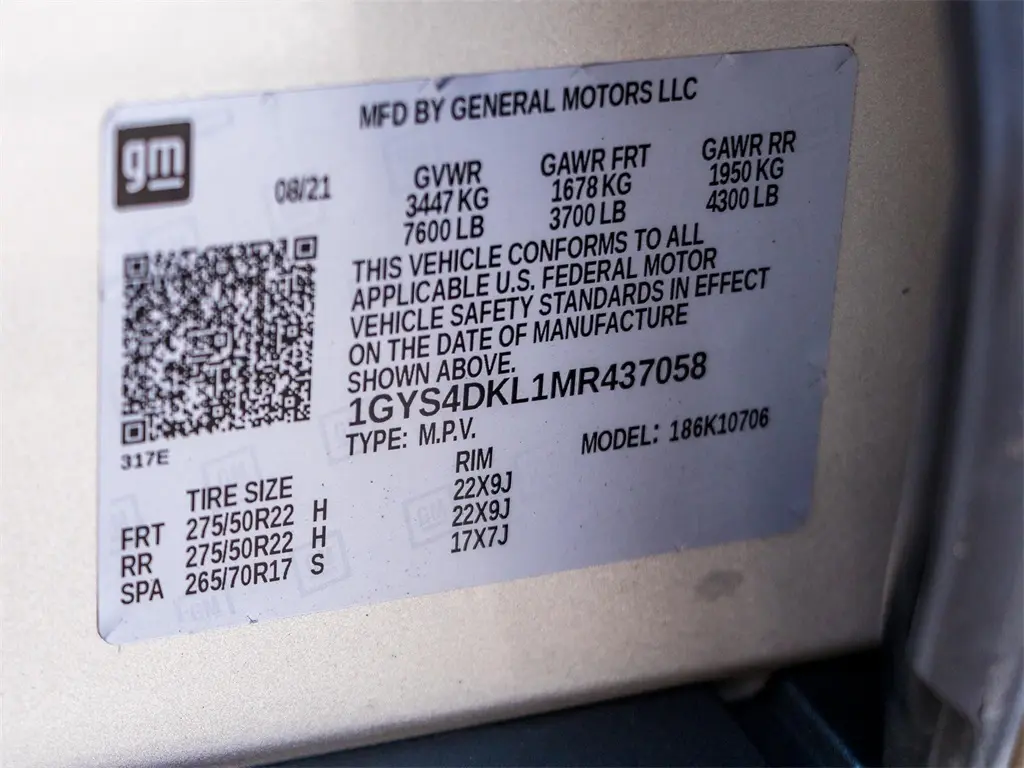 MFD BY GENERAL MOTORS LLC
gm
08/21 GVWR GAWR FRT GAWR RR
3447 KG 1678 KG 1950 KG
7600 LB 3700 LB 4300 LB
THIS VEHICLE CONFORMS TO ALL
APPLICABLE U.S. FEDERAL MOTOR
VEHICLE SAFETY STANDARDS IN EFFECT
ON THE DATE OF MANUFACTURE
SHOWN ABOVE.
1GYS4DKL1MR437058
TYPE: M.P.V. MODEL: 186K10706
317E
TIRE SIZE RIM
FRT 275/50R22 H 22X9J
RR 275/50R22 H 22X9J
SPA 265/70R17 S 17X7J
GM
GM
GM